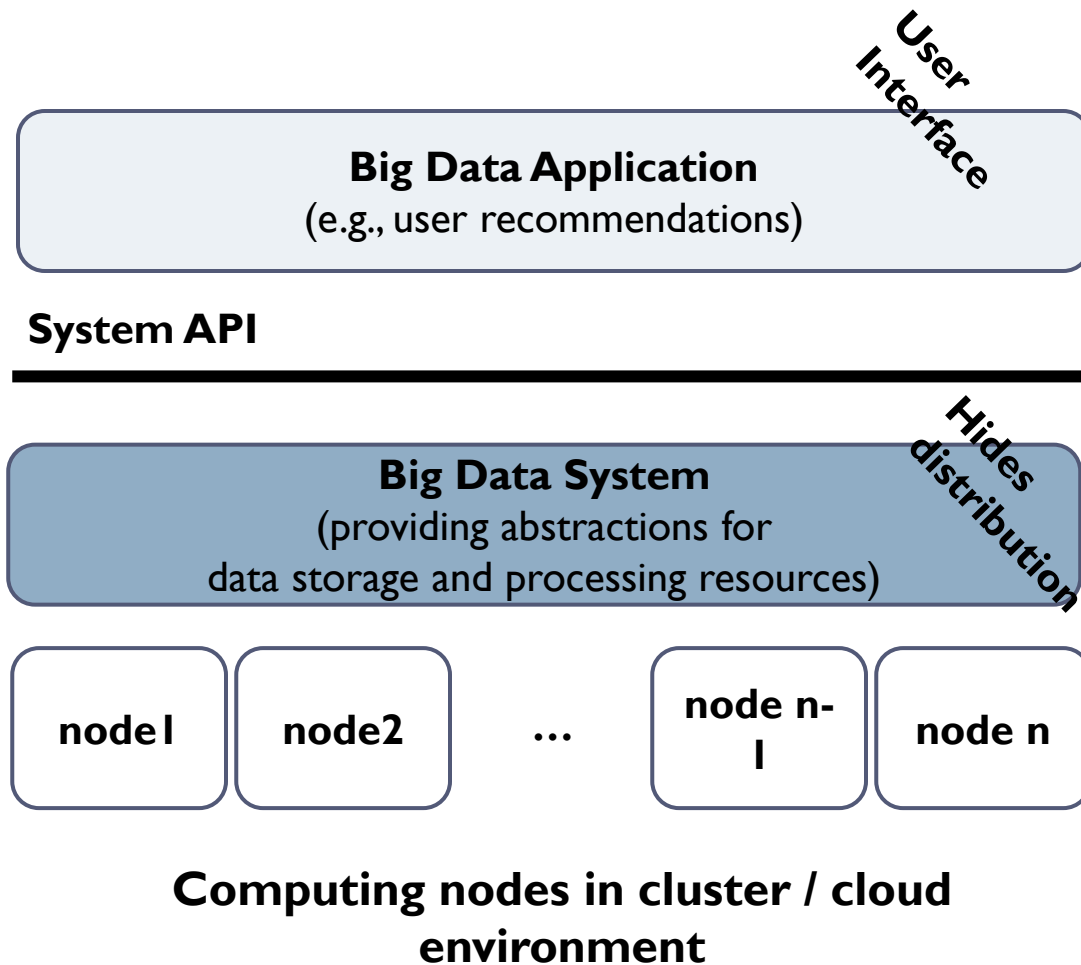 User
Interface
Big Data Application
(e.g., user recommendations)
System API
Hides
distribution
Big Data System
(providing abstractions for
data storage and processing resources)
node1
node2
...
node n-
1
node n
Computing nodes in cluster / cloud
environment